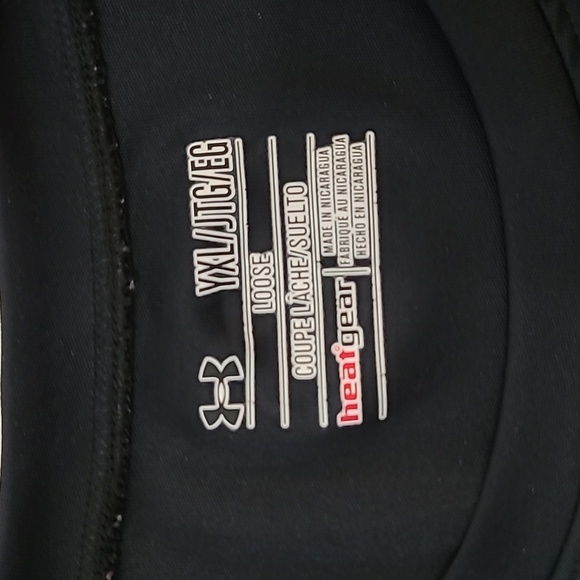 YXL/JTG/EG
LOOSE
COUPE LÂCHE/SUELTO
heatgear
MADE IN NICARAGUA
FABRIQUÉ AU NICARAGUA
HECHO EN NICARAGUA